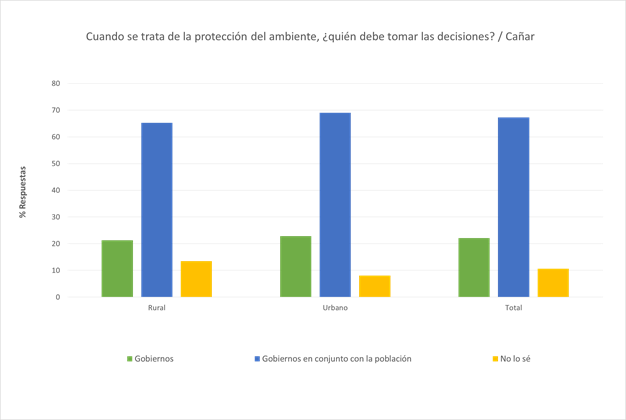 Cuando se trata de la protección del ambiente, ¿quién debe tomar las decisiones? / Cañar
80
70
60
50
40
30
20
10
0
% Respuestas
Rural
Urbano
Total
Gobiernos
Gobiernos en conjunto con la población
No lo sé